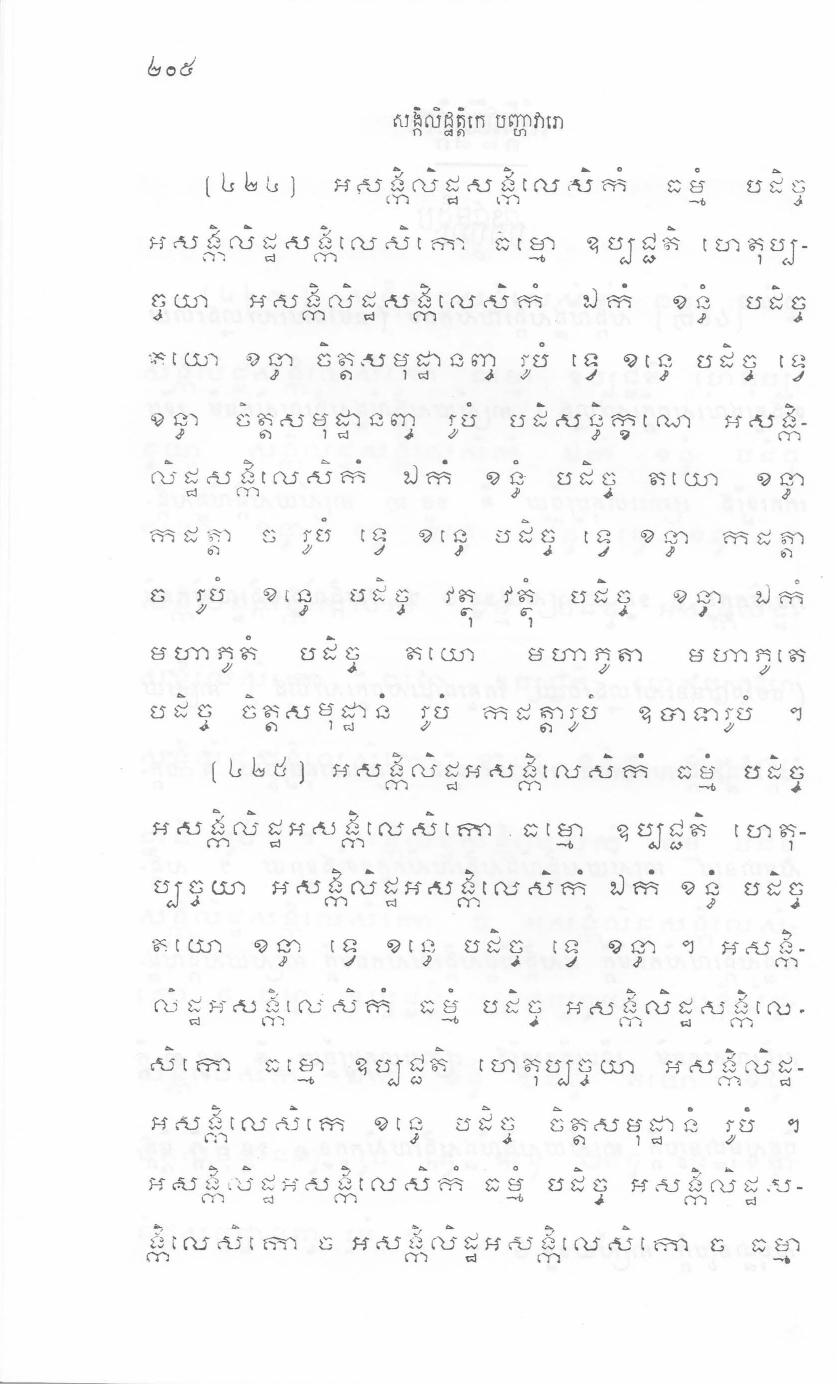 ២០៥
សង្កិលិដ្ឋត្តិកេ បញ្ហាវារោ
[៤២៤] អសង្កិលិដ្ឋសង្កិលេសិកំ ធម្មំ បដិច្ច
អសង្កិលិដ្ឋសង្កិលេសិកោ ធម្មោ ឧប្បជ្ជតិ ហេតុប្ប-
ច្ចយា អសង្កិលិដ្ឋសង្កិលេសិកំ ឯកំ ខន្ធំ បដិច្ច
តយោ ខន្ធា ចិត្តសមុដ្ឋានញ្ច រូបំ ទ្វេ ខន្ធេ បដិច្ច ទ្វេ
ខន្ធា ចិត្តសមុដ្ឋានញ្ច រូបំ បដិសន្ធិក្ខណេ អសង្កិ-
លិដ្ឋសង្កិលេសិកំ ឯកំ ខន្ធំ បដិច្ច តយោ ខន្ធា
កដត្តា ច រូបំ ទ្វេ ខន្ធេ បដិច្ច ទ្វេ ខន្ធា កដត្តា
ច រូបំ ខន្ធេ បដិច្ច វត្ថុ វត្ថុំ បដិច្ច ខន្ធា ឯកំ
មហាភូតំ បដិច្ច តយោ មហាភូតា មហាភូតេ
បដិច្ច ចិត្តសមុដ្ឋានំ រូបំ កដត្តារូបំ ឧបាទារូបំ ។
[៤២៥] អសង្កិលិដ្ឋអសង្កិលេសិកំ ធម្មំ បដិច្ច
អសង្កិលិដ្ឋអសង្កិលេសិកោ ធម្មោ ឧប្បជ្ជតិ ហេតុ-
ប្បច្ចយា អសង្កិលិដ្ឋអសង្កិលេសិកំ ឯកំ ខន្ធំ បដិច្ច
តយោ ខន្ធា ទ្វេ ខន្ធេ បដិច្ច ទ្វេ ខន្ធា ។ អសង្កិ-
លិដ្ឋអសង្កិលេសិកំ ធម្មំ បដិច្ច អសង្កិលិដ្ឋសង្កិលេ-
សិកោ ធម្មោ ឧប្បជ្ជតិ ហេតុប្បច្ចយា អសង្កិលិដ្ឋ-
អសង្កិលេសិកេ ខន្ធេ បដិច្ច ចិត្តសមុដ្ឋានំ រូបំ ។
អសង្កិលិដ្ឋអសង្កិលេសិកំ ធម្មំ បដិច្ច អសង្កិលិដ្ឋស-
ង្កិលេសិកោ ច អសង្កិលិដ្ឋអសង្កិលេសិកោ ច ធម្មា